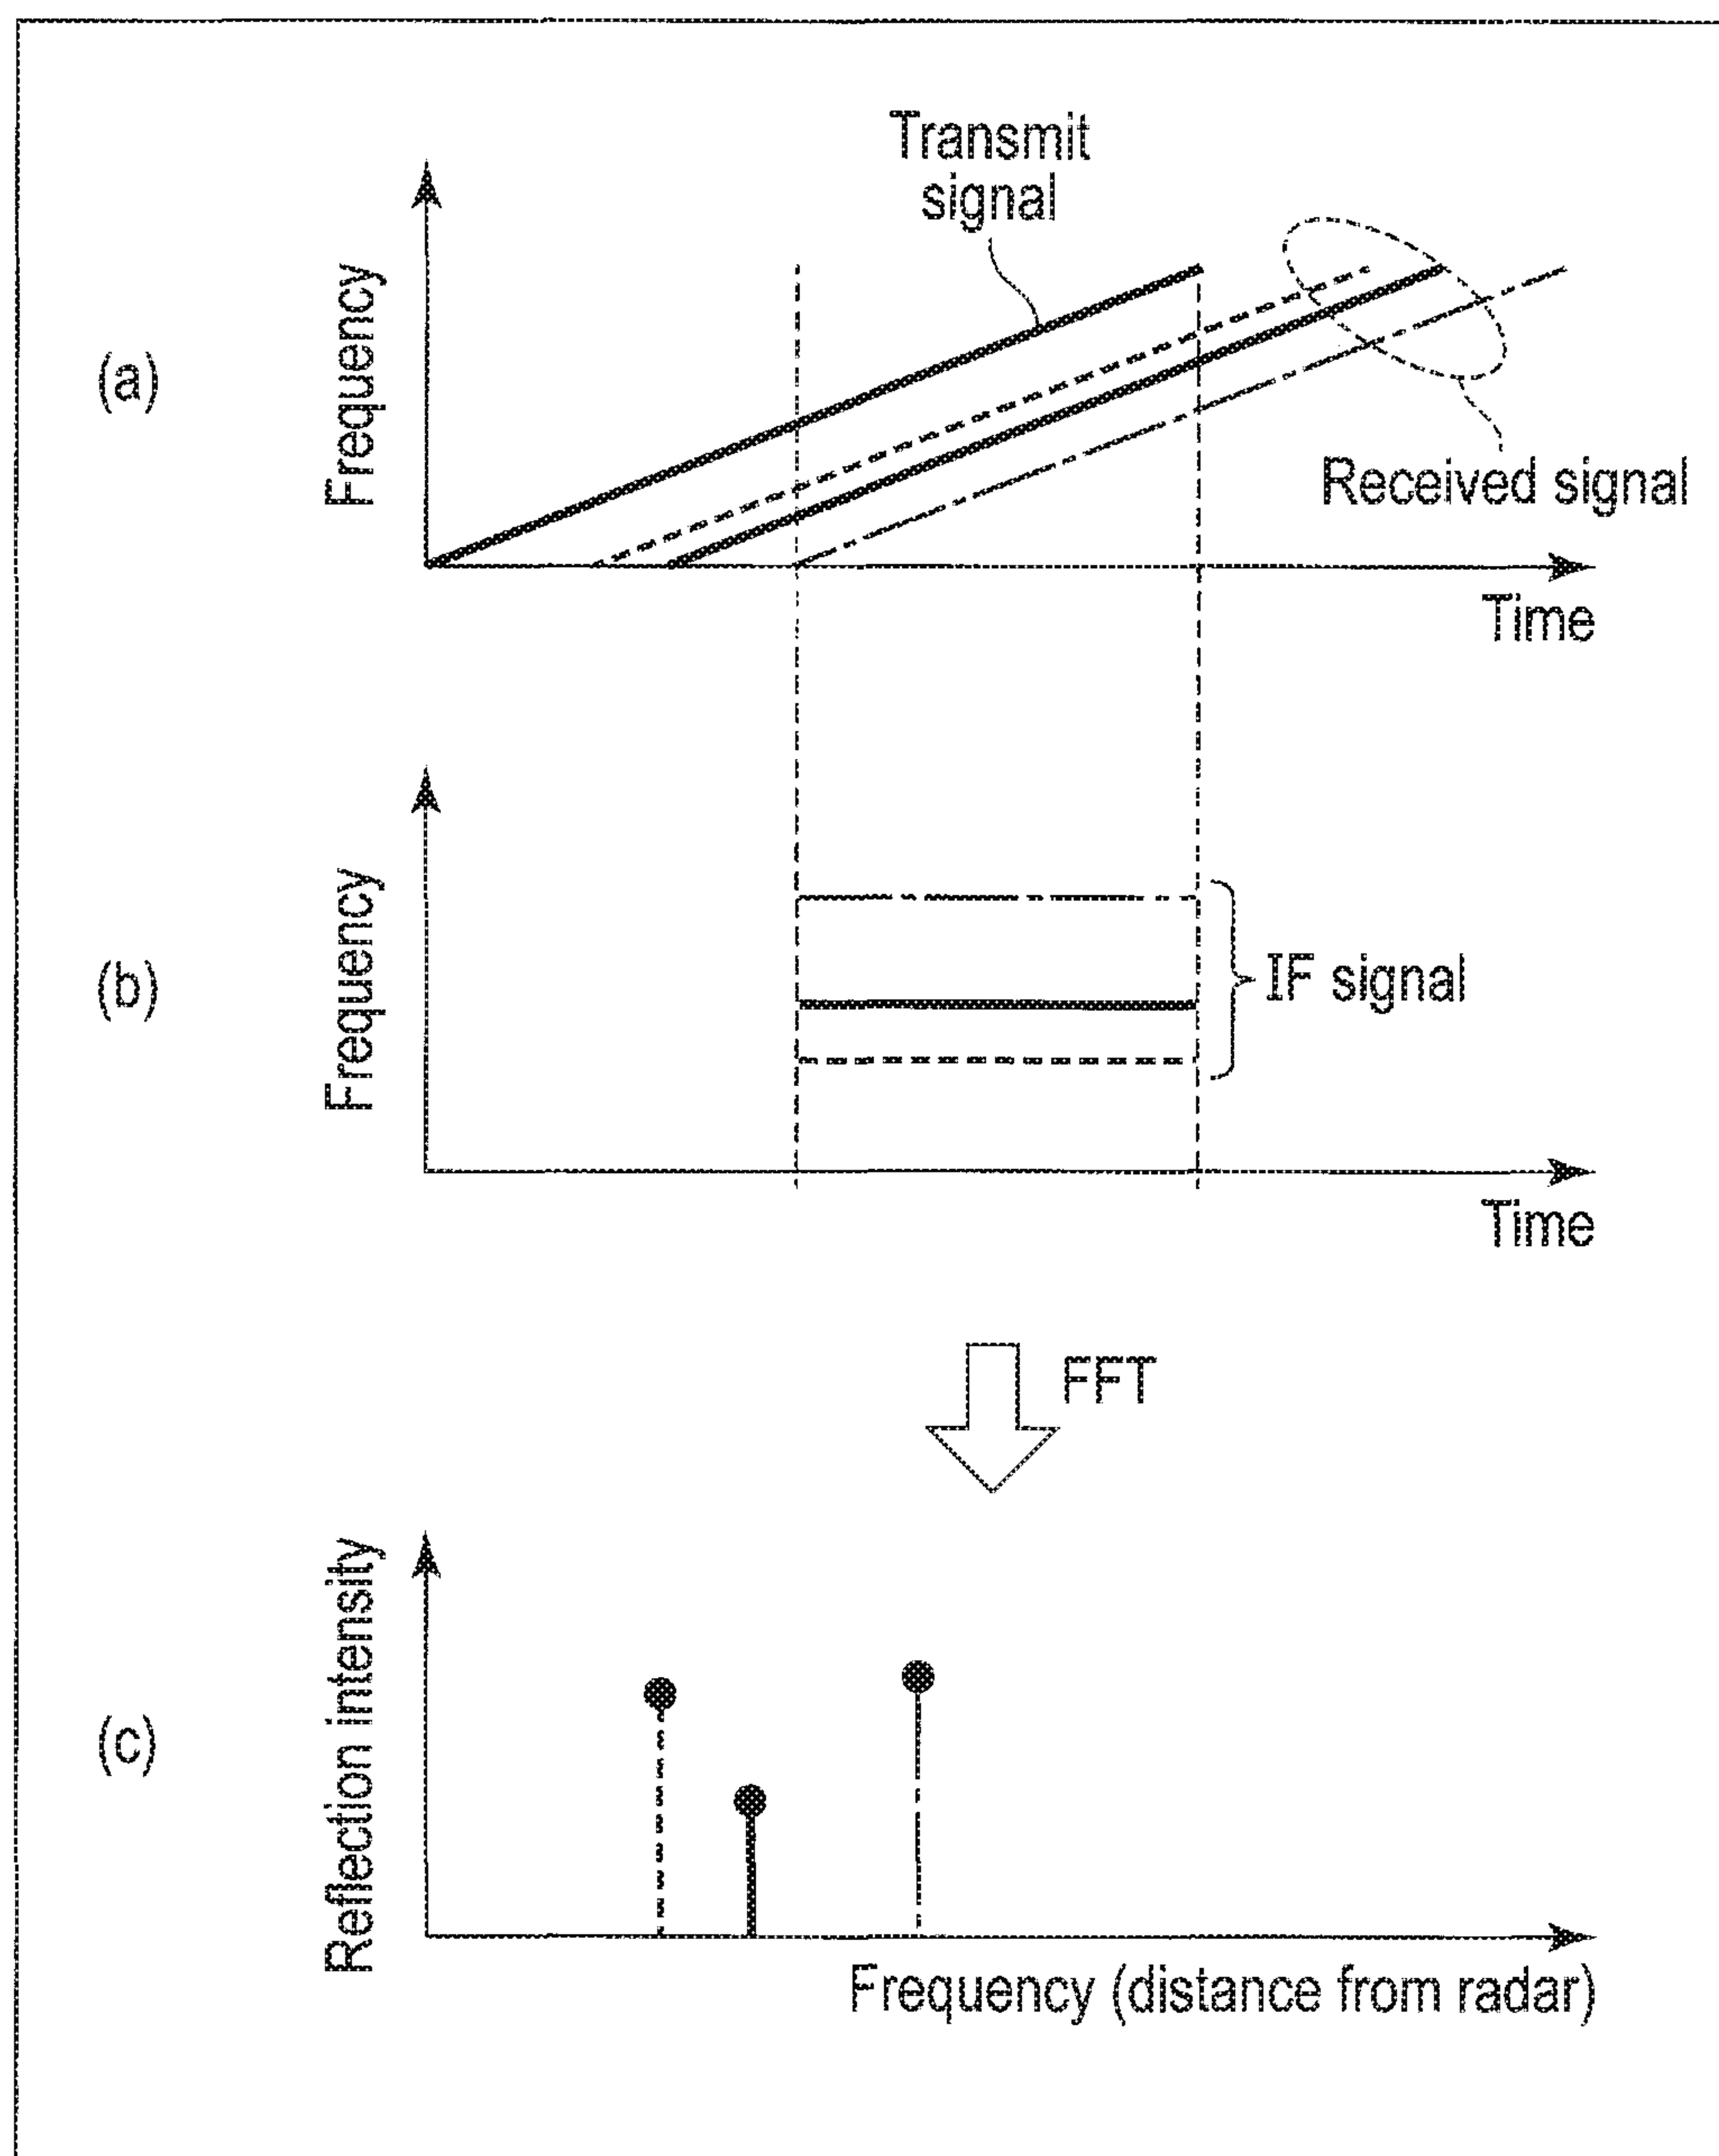 (a)
Frequency
Transmit
signal
Received signal
Time
(b)
Frequency
IF signal
Time
FFT
(c)
Reflection intensity
Frequency (distance from radar)